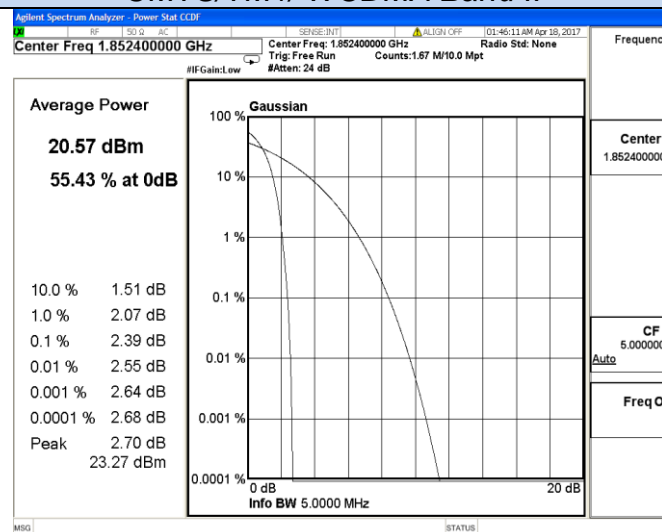 Agilent Spectrum Analyzer - Power Stat CCDF
RF 50 Ω AC SENSE:INT ALIGN OFF 01:46:11 AM Apr 18, 2017
Center Freq 1.852400000 GHz
Center Freq: 1.852400000 GHz Radio Std: None
Trig: Free Run Counts:1.67 M/10.0 Mpt
#IFGain:Low #Atten: 24 dB
Average Power
20.57 dBm
55.43 % at 0dB
10.0 % 1.51 dB
1.0 % 2.07 dB
0.1 % 2.39 dB
0.01 % 2.55 dB
0.001 % 2.64 dB
0.0001 % 2.68 dB
Peak 2.70 dB
23.27 dBm
Gaussian
100 %
10 %
1 %
0.1 %
0.01 %
0.001 %
0.0001 %
0 dB 20 dB
Info BW 5.0000 MHz
Frequenc
Center
1.85240000
CF
5.000000
Auto
Freq O
MSG STATUS